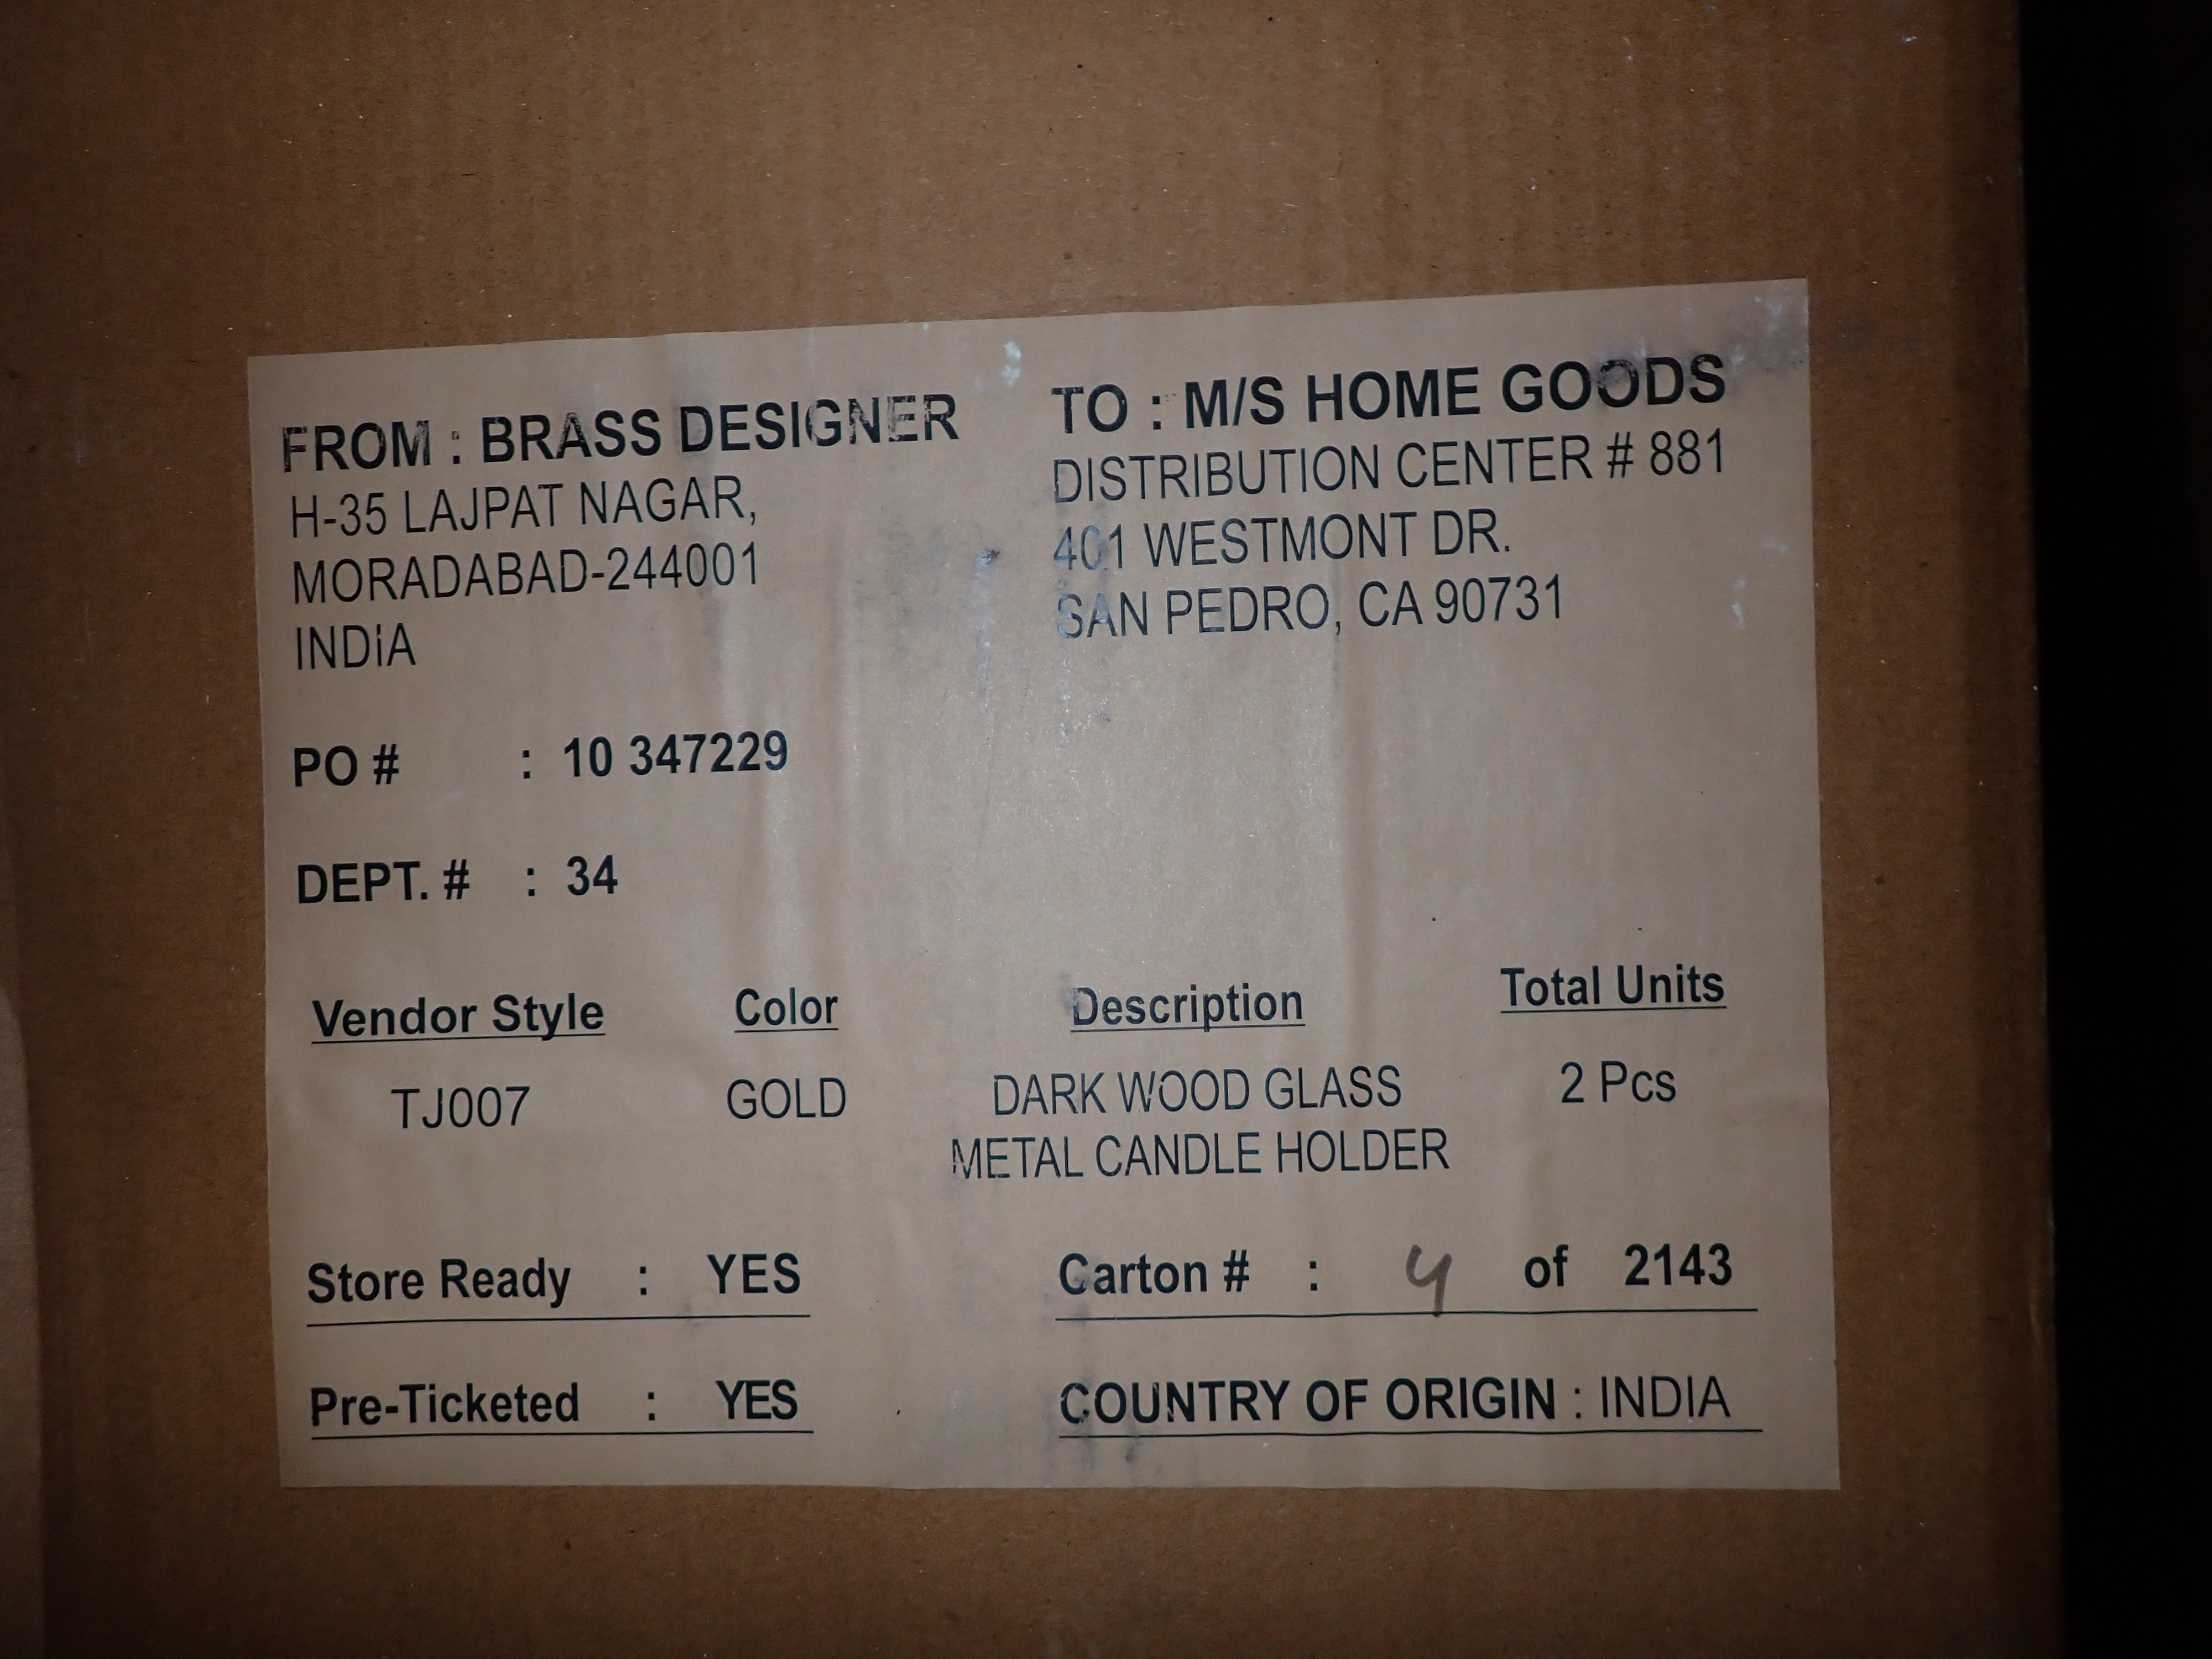 FROM : BRASS DESIGNER
H-35 LAJPAT NAGAR,
MORADABAD-244001
INDIA
TO : M/S HOME GOODS
DISTRIBUTION CENTER # 881
401 WESTMONT DR.
SAN PEDRO, CA 90731
PO # : 10 347229
DEPT. # : 34
Vendor Style Color Description Total Units
TJ007 GOLD DARK WOOD GLASS 2 Pcs
METAL CANDLE HOLDER
Store Ready : YES
Carton # : 4 of 2143
Pre-Ticketed : YES
COUNTRY OF ORIGIN : INDIA